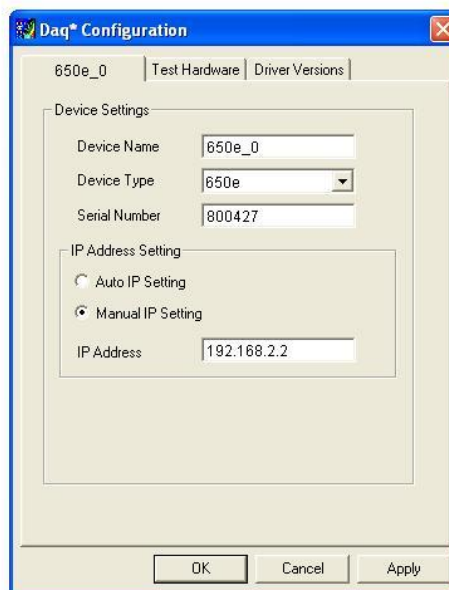 Daq* Configuration
650e_0
Test Hardware
Driver Versions
Device Settings
Device Name 650e_0
Device Type 650e
Serial Number 800427
IP Address Setting
Auto IP Setting
Manual IP Setting
IP Address 192.168.2.2
OK
Cancel
Apply